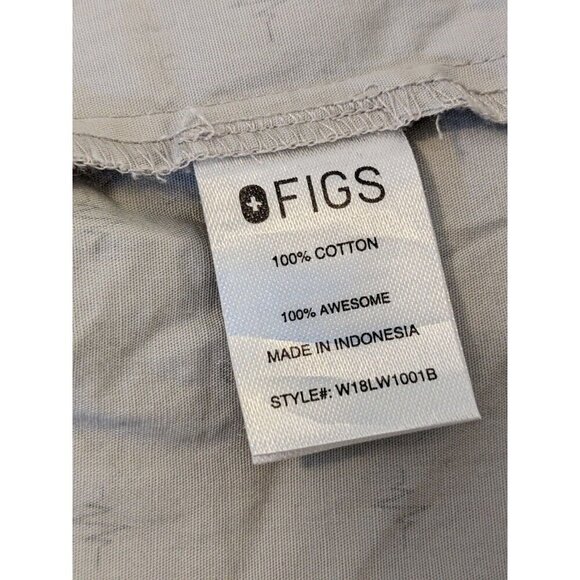 FIGS
100% COTTON
100% AWESOME
MADE IN INDONESIA
STYLE#: W18LW1001B